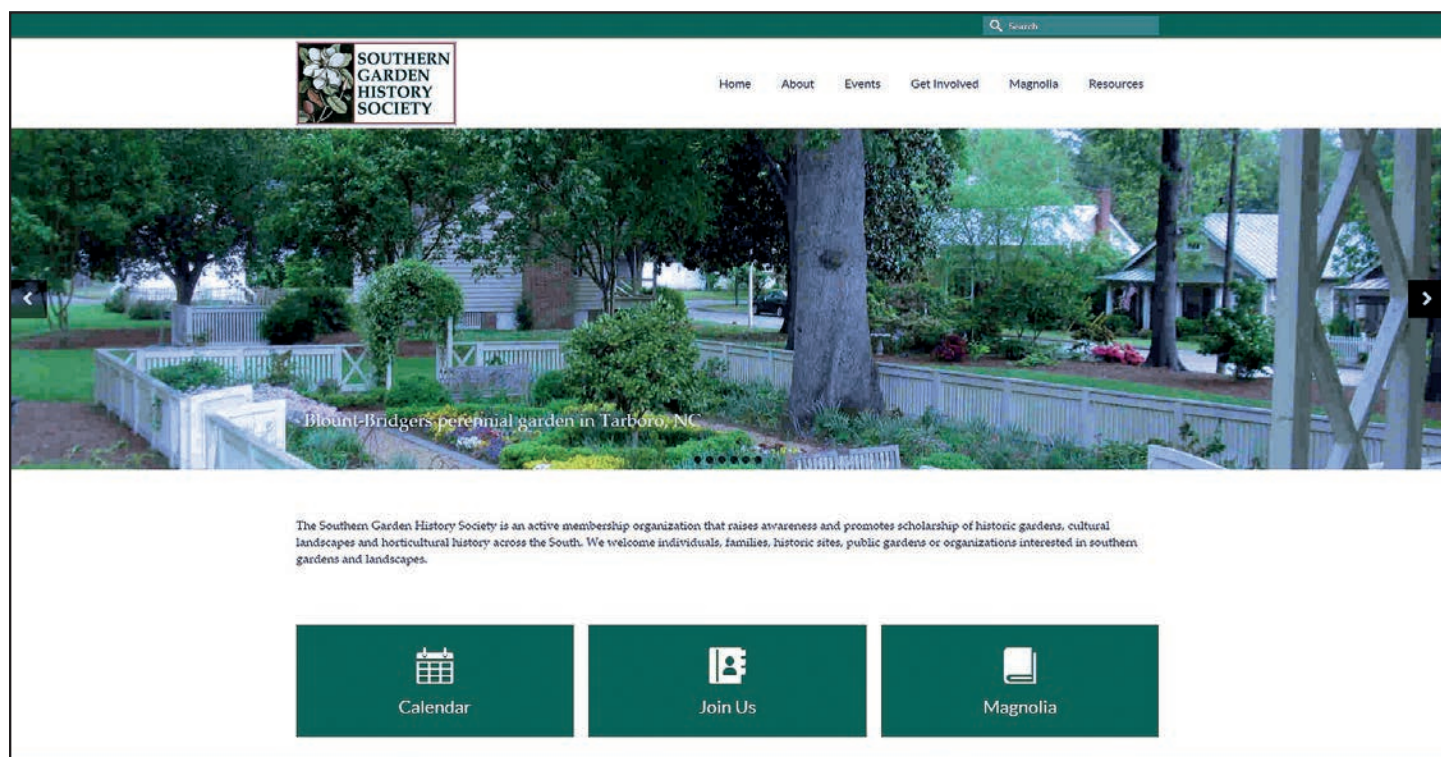 Search
SOUTHERN
GARDEN
HISTORY
SOCIETY
Home About Events Get Involved Magnolia Resources
Blount-Bridgers perennial garden in Tarboro, NC
The Southern Garden History Society is an active membership organization that raises awareness and promotes scholarship of historic gardens, cultural
landscapes and horticultural history across the South. We welcome individuals, families, historic sites, public gardens or organizations interested in southern
gardens and landscapes.
Calendar Join Us Magnolia